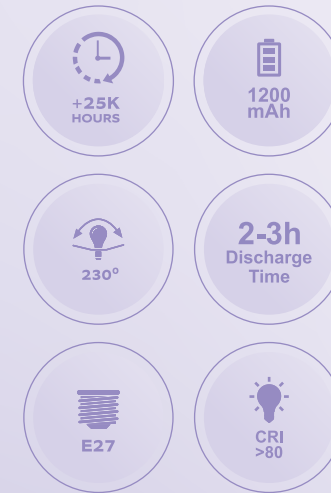 +25K
HOURS
1200
mAh
230°
2-3h
Discharge
Time
E27
CRI
>80